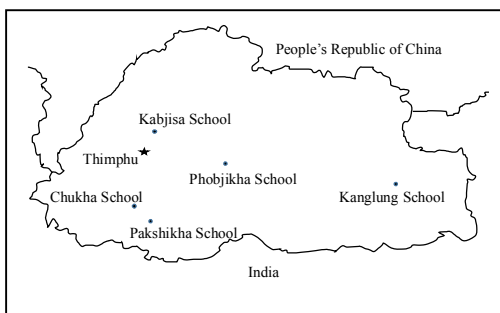 People's Republic of China
Kabjisa School
Thimphu
Phobjikha School
Kanglung School
Chukha School
Pakshikha School
India